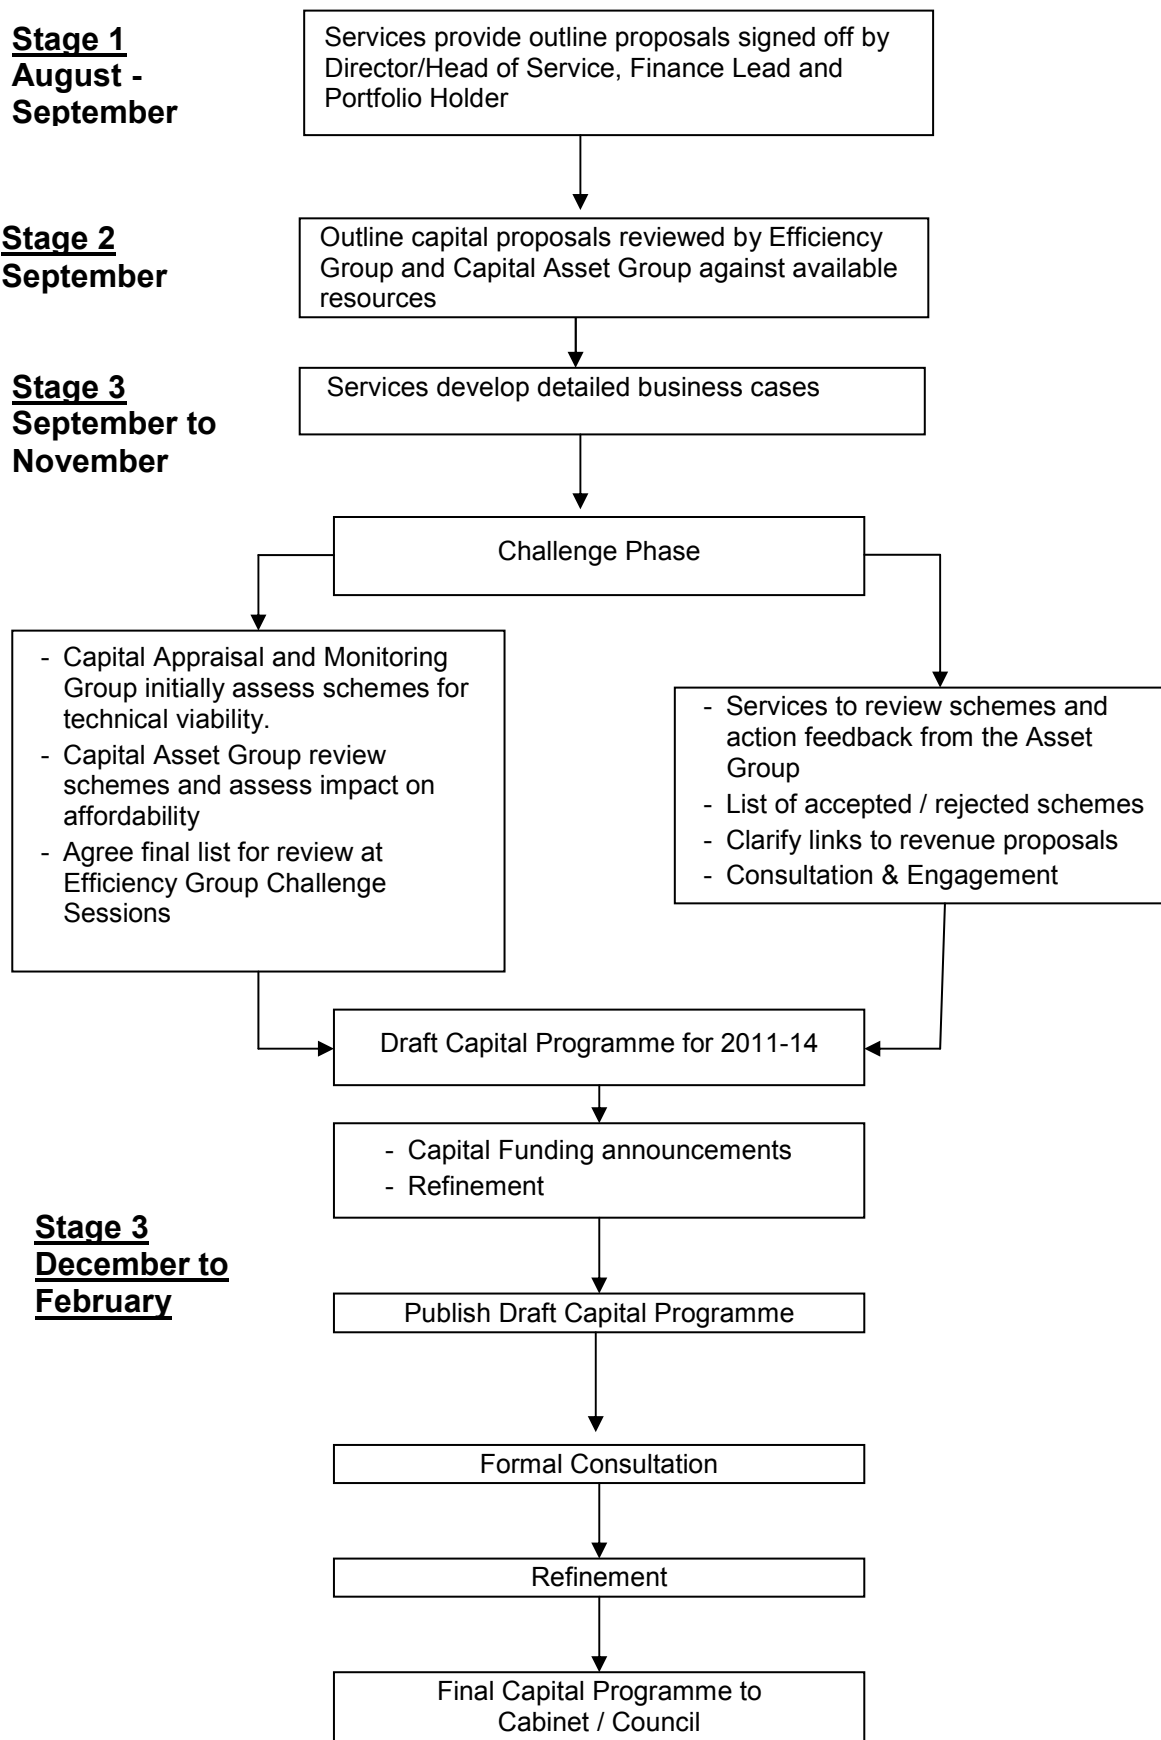 Stage 1
August -
September
Services provide outline proposals signed off by
Director/Head of Service, Finance Lead and
Portfolio Holder
Stage 2
September
Outline capital proposals reviewed by Efficiency
Group and Capital Asset Group against available
resources
Stage 3
September to
November
Services develop detailed business cases
Challenge Phase
- Capital Appraisal and Monitoring
Group initially assess schemes for
technical viability.
- Capital Asset Group review
schemes and assess impact on
affordability
- Agree final list for review at
Efficiency Group Challenge
Sessions
- Services to review schemes and
action feedback from the Asset
Group
- List of accepted / rejected schemes
- Clarify links to revenue proposals
- Consultation & Engagement
Draft Capital Programme for 2011-14
- Capital Funding announcements
- Refinement
Stage 3
December to
February
Publish Draft Capital Programme
Formal Consultation
Refinement
Final Capital Programme to
Cabinet / Council